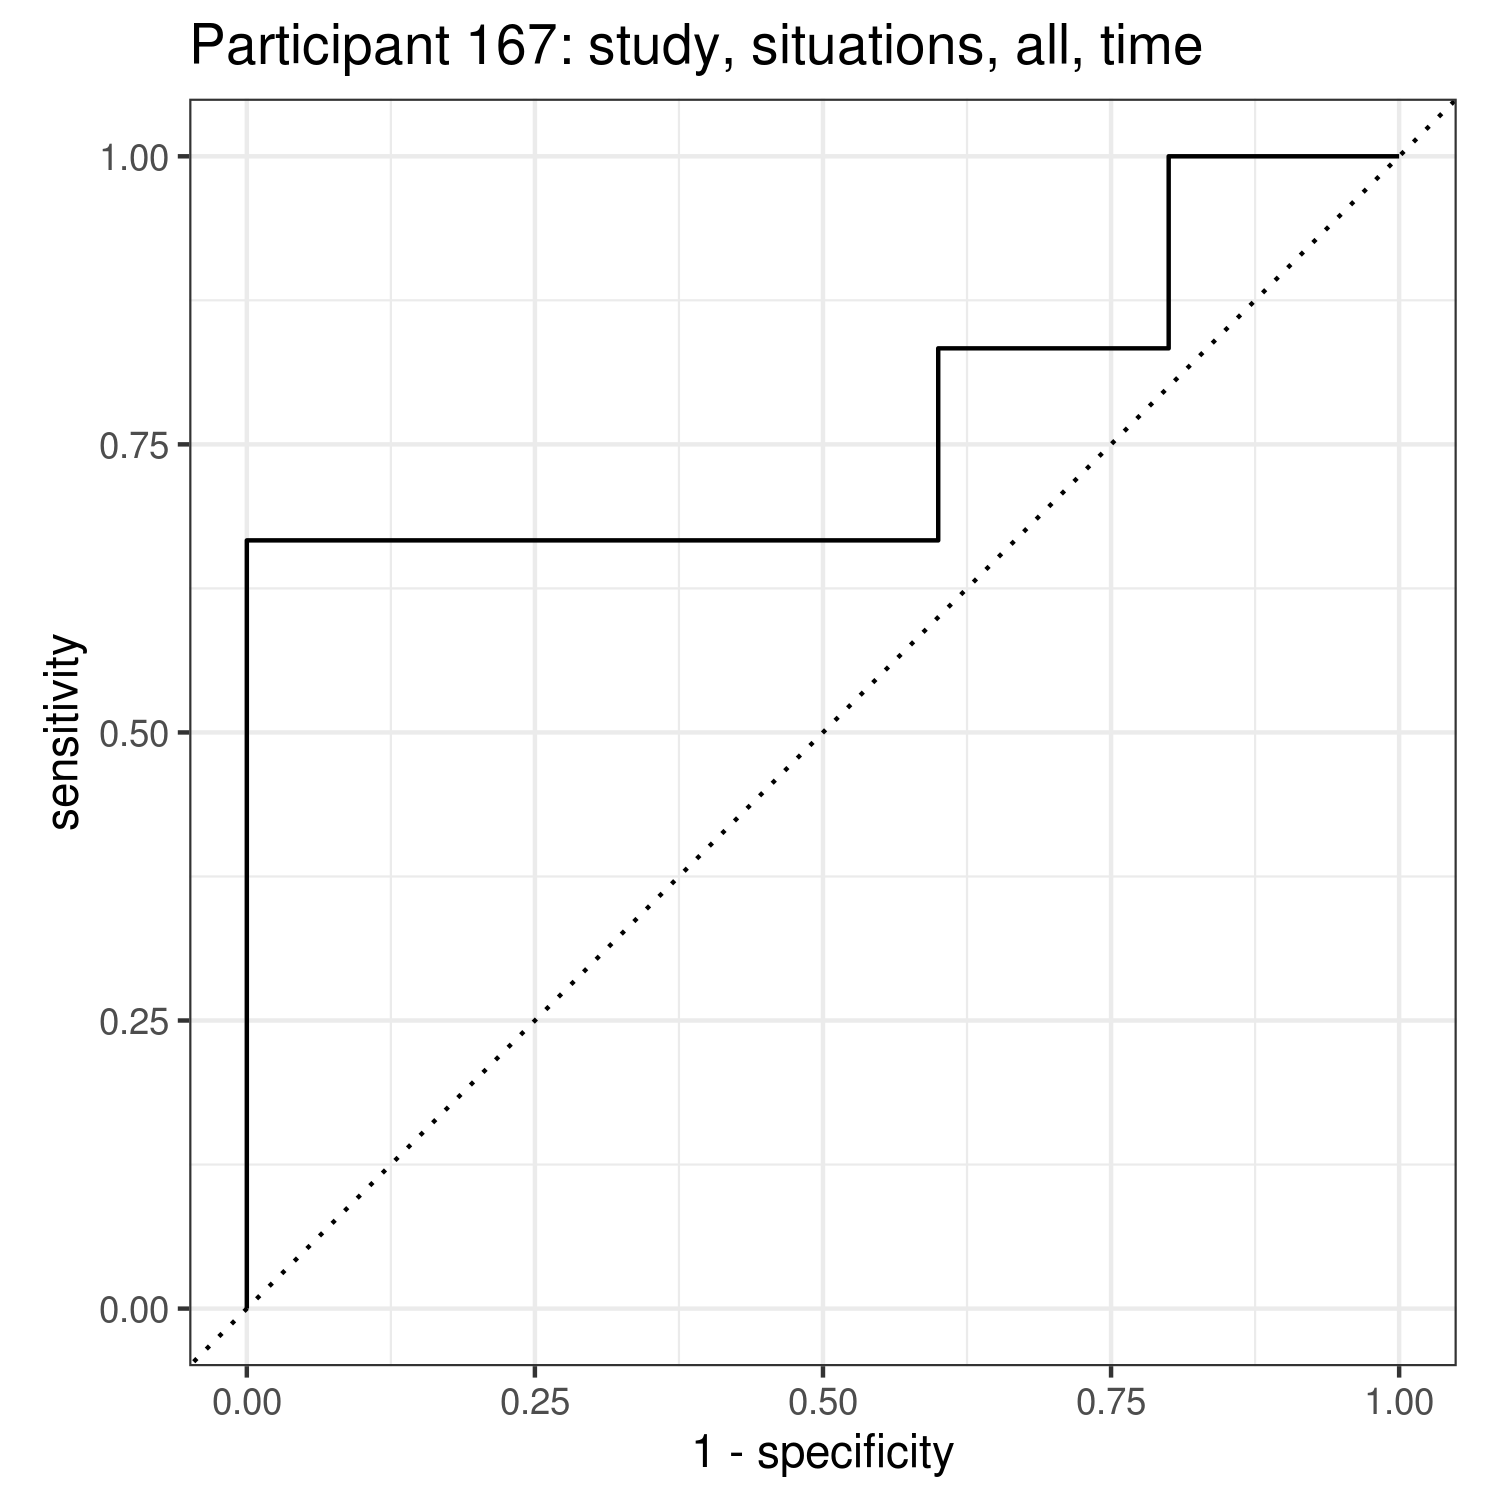 Participant 167: study, situations, all, time
1.00
0.75
0.50
0.25
0.00
sensitivity
0.00 0.25 0.50 0.75 1.00
1 - specificity